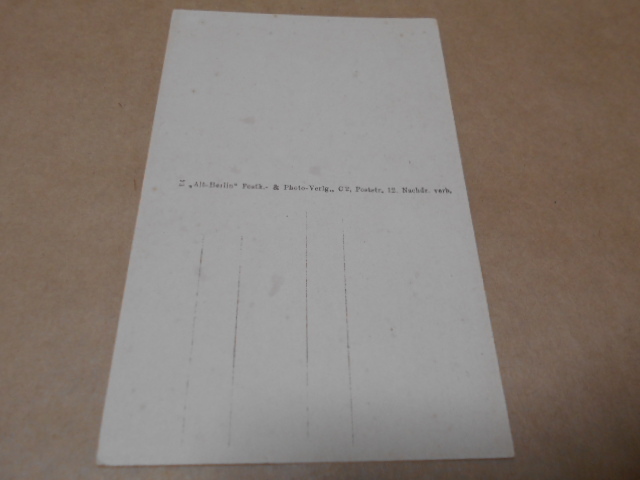 „Alt-Berlin“ Postk.- & Photo-Verlg., C2, Poststr. 12. Nachdr. verb.